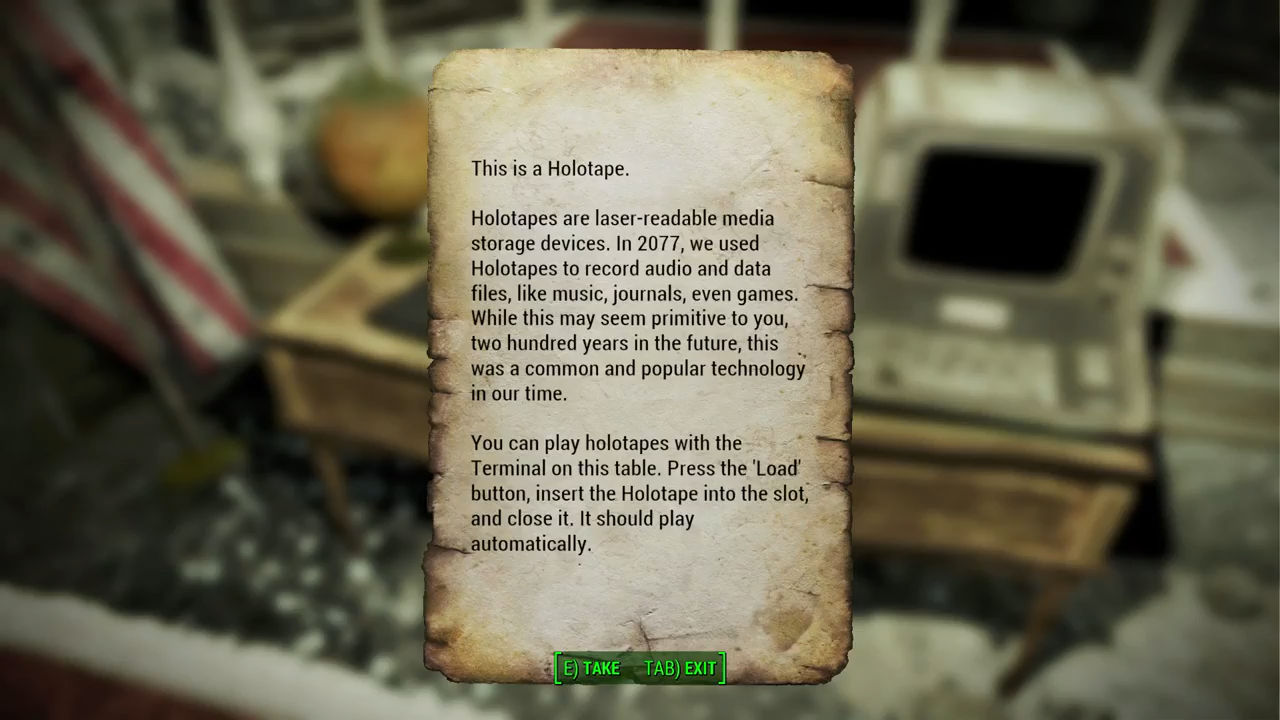 This is a Holotape.
Holotapes are laser-readable media
storage devices. In 2077, we used
Holotapes to record audio and data
files, like music, journals, even games.
While this may seem primitive to you,
two hundred years in the future, this
was a common and popular technology
in our time.
You can play holotapes with the
Terminal on this table. Press the 'Load'
button, insert the Holotape into the slot,
and close it. It should play
automatically.
E) TAKE TAB) EXIT